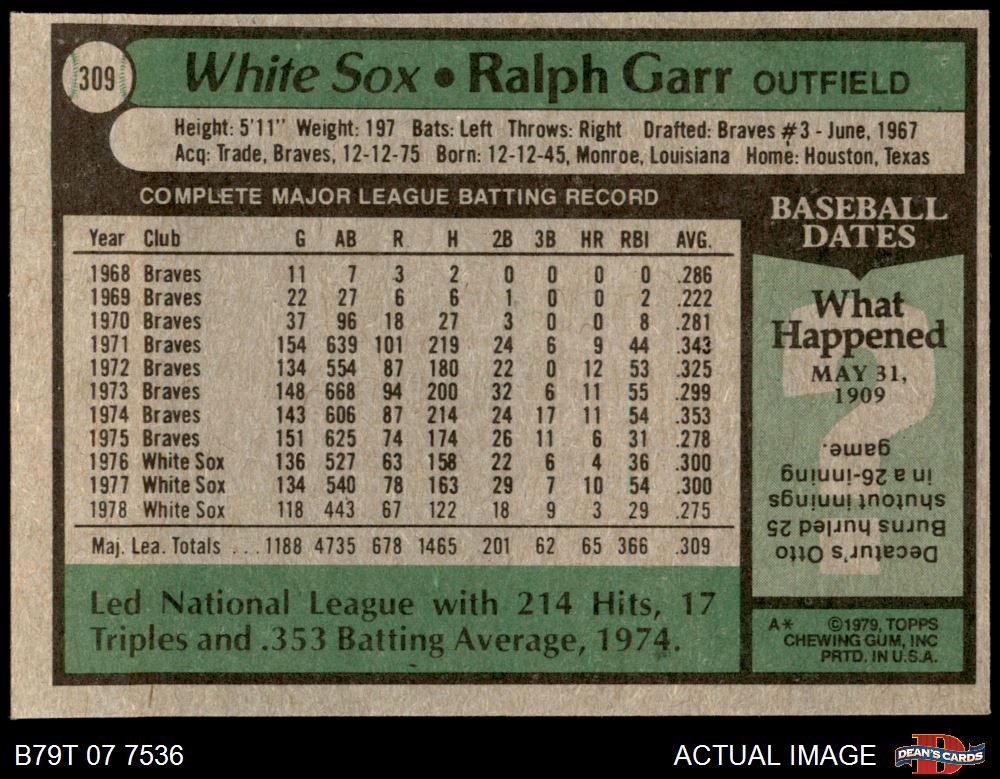 309
White Sox • Ralph Garr OUTFIELD
Height: 5'11" Weight: 197 Bats: Left Throws: Right Drafted: Braves #3 - June, 1967
Acq: Trade, Braves, 12-12-75 Born: 12-12-45, Monroe, Louisiana Home: Houston, Texas
COMPLETE MAJOR LEAGUE BATTING RECORD
Year Club G AB R H 2B 3B HR RBI AVG.
1968 Braves 11 7 3 2 0 0 0 0 .286
1969 Braves 22 27 6 6 1 0 0 2 .222
1970 Braves 37 96 18 27 3 0 0 8 .281
1971 Braves 154 639 101 219 24 6 9 44 .343
1972 Braves 134 554 87 180 22 0 12 53 .325
1973 Braves 148 668 94 200 32 6 11 55 .299
1974 Braves 143 606 87 214 24 17 11 54 .353
1975 Braves 151 625 74 174 26 11 6 31 .278
1976 White Sox 136 527 63 158 22 6 4 36 .300
1977 White Sox 134 540 78 163 29 7 10 54 .300
1978 White Sox 118 443 67 122 18 9 3 29 .275
Maj. Lea. Totals ...1188 4735 678 1465 201 62 65 366 .309
Led National League with 214 Hits, 17
Triples and .353 Batting Average, 1974.
BASEBALL
DATES
What
Happened
MAY 31,
1909
?
Decatur's Otto
Burns hurled 25
shutout innings
in a 26-inning
game.
A* ©1979, TOPPS
CHEWING GUM, INC
PRTD. IN U.S.A.
B79T 07 7536
ACTUAL IMAGE
D
DEAN'S CARDS